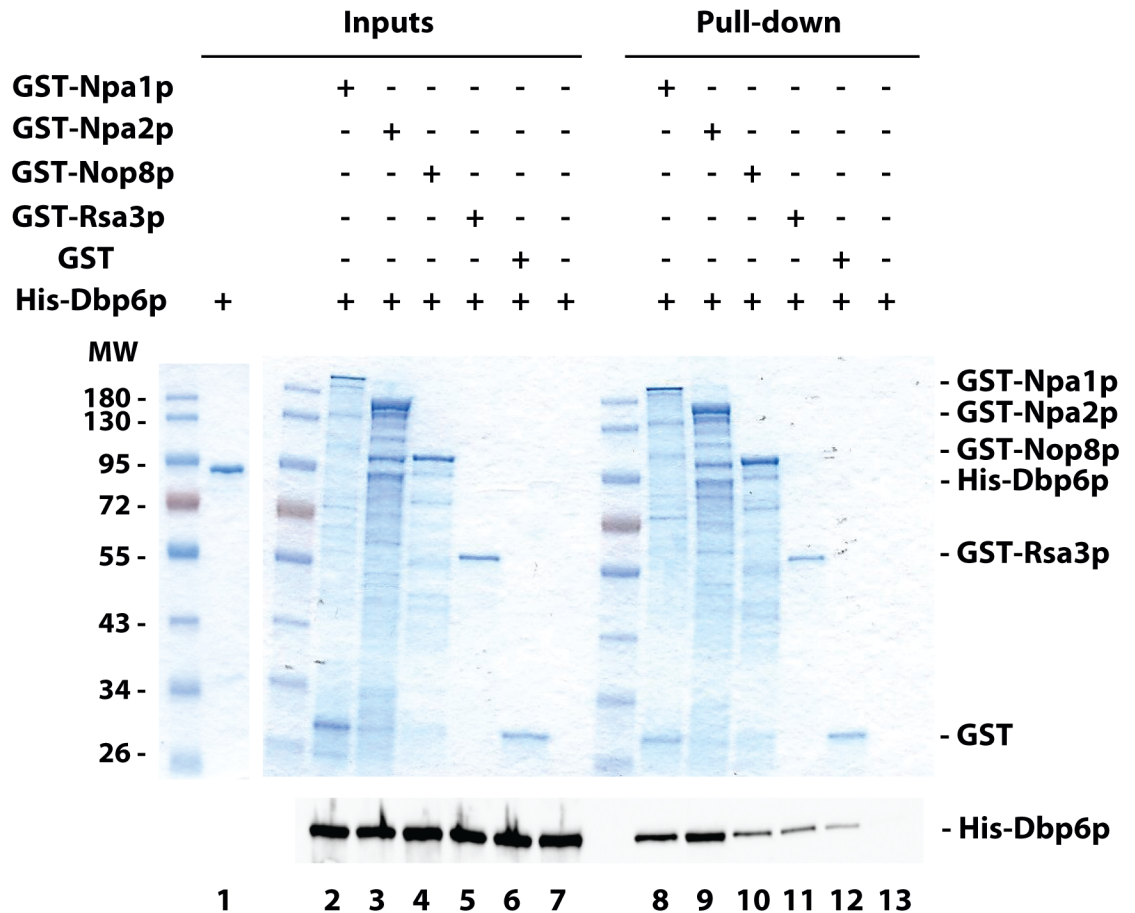 Inputs Pull-down
GST-Npa1p + - - - - - + - - - - -
GST-Npa2p - + - - - - - + - - - -
GST-Nop8p - - + - - - - - + - - -
GST-Rsa3p - - - + - - - - - + - -
GST - - - - + - - - - - + -
His-Dbp6p + + + + + + + + + + + + +
MW
180 - - GST-Npa1p
130 - - GST-Npa2p
95 - - GST-Nop8p
- His-Dbp6p
72 -
55 - - GST-Rsa3p
43 -
34 -
26 - - GST
- His-Dbp6p
1 2 3 4 5 6 7 8 9 10 11 12 13